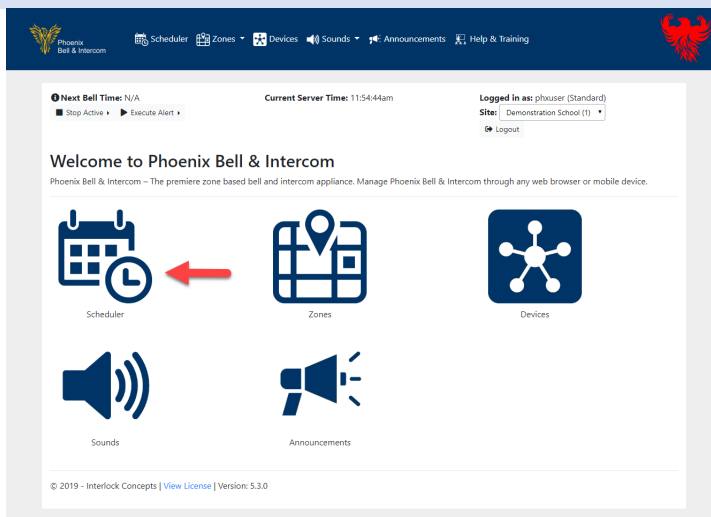 Phoenix
Bell & Intercom
Scheduler Zones Devices Sounds Announcements Help & Training
Next Bell Time: N/A Current Server Time: 11:54:44am Logged in as: phxuser (Standard)
Stop Active Execute Alert Site: Demonstration School (1)
Logout
Welcome to Phoenix Bell & Intercom
Phoenix Bell & Intercom – The premiere zone based bell and intercom appliance. Manage Phoenix Bell & Intercom through any web browser or mobile device.
Scheduler Zones Devices
Sounds Announcements
© 2019 - Interlock Concepts | View License | Version: 5.3.0